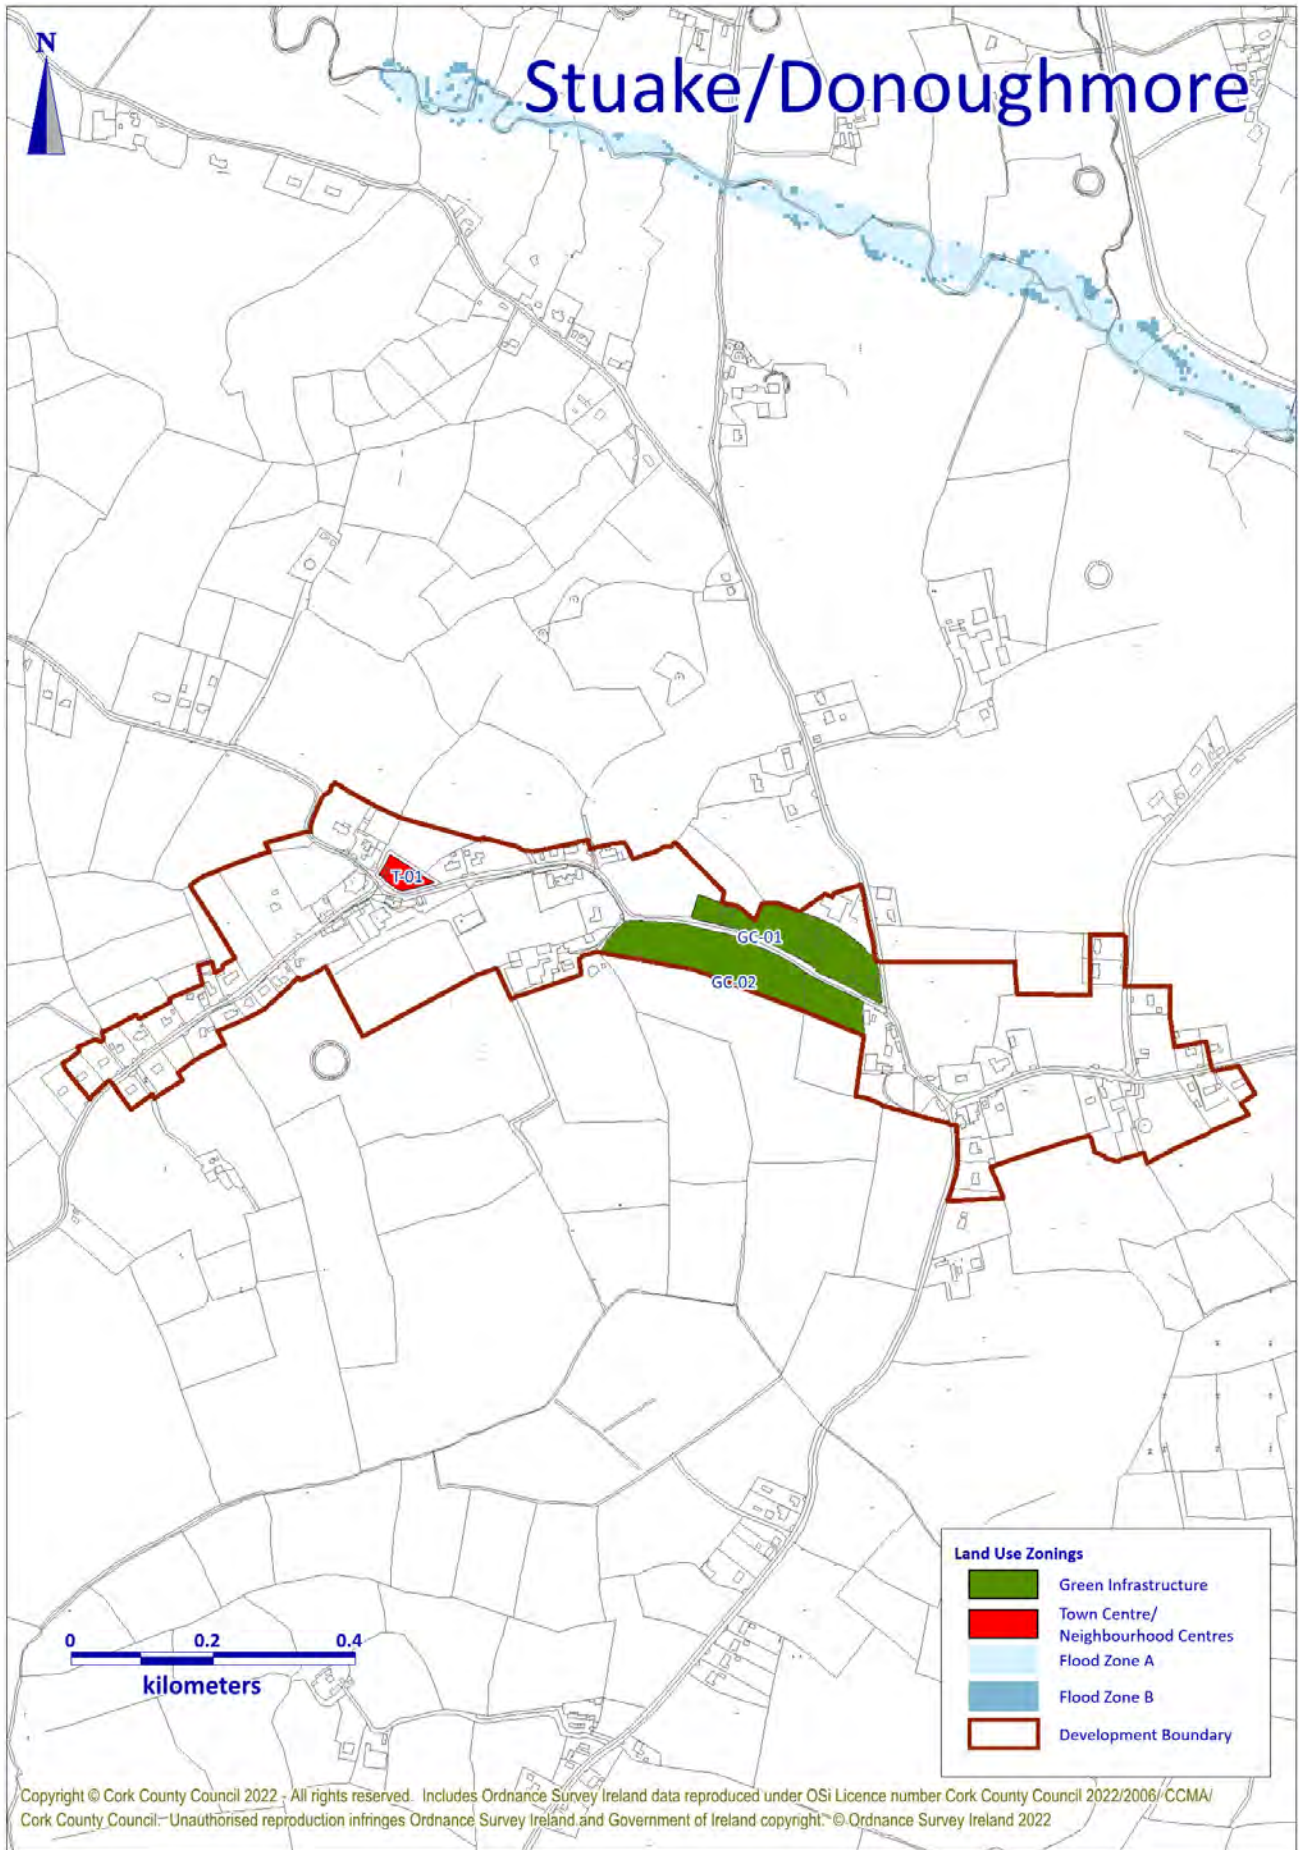 N
Stuake/Donoughmore
T-01
GC-01
GC-02
Land Use Zonings
Green Infrastructure
Town Centre/
Neighbourhood Centres
Flood Zone A
Flood Zone B
Development Boundary
0 0.2 0.4
kilometers
Copyright © Cork County Council 2022 - All rights reserved. Includes Ordnance Survey Ireland data reproduced under OSi Licence number Cork County Council 2022/2006/ CCMA/
Cork County Council. Unauthorised reproduction infringes Ordnance Survey Ireland and Government of Ireland copyright. © Ordnance Survey Ireland 2022